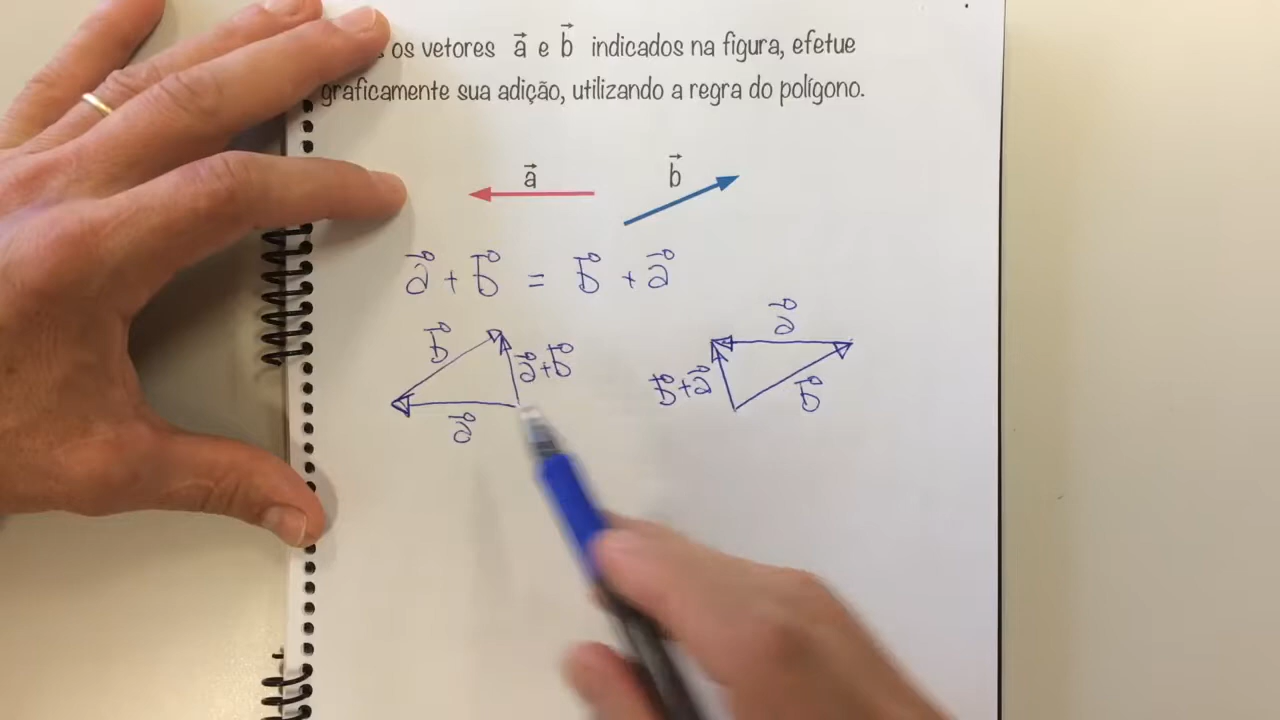 os vetores a⃗ e b⃗ indicados na figura, efetue
graficamente sua adição, utilizando a regra do polígono.
a⃗ b⃗
a⃗ + b⃗ = b⃗ + a⃗
b⃗ a⃗+b⃗ a⃗
a⃗ b⃗+a⃗ b⃗